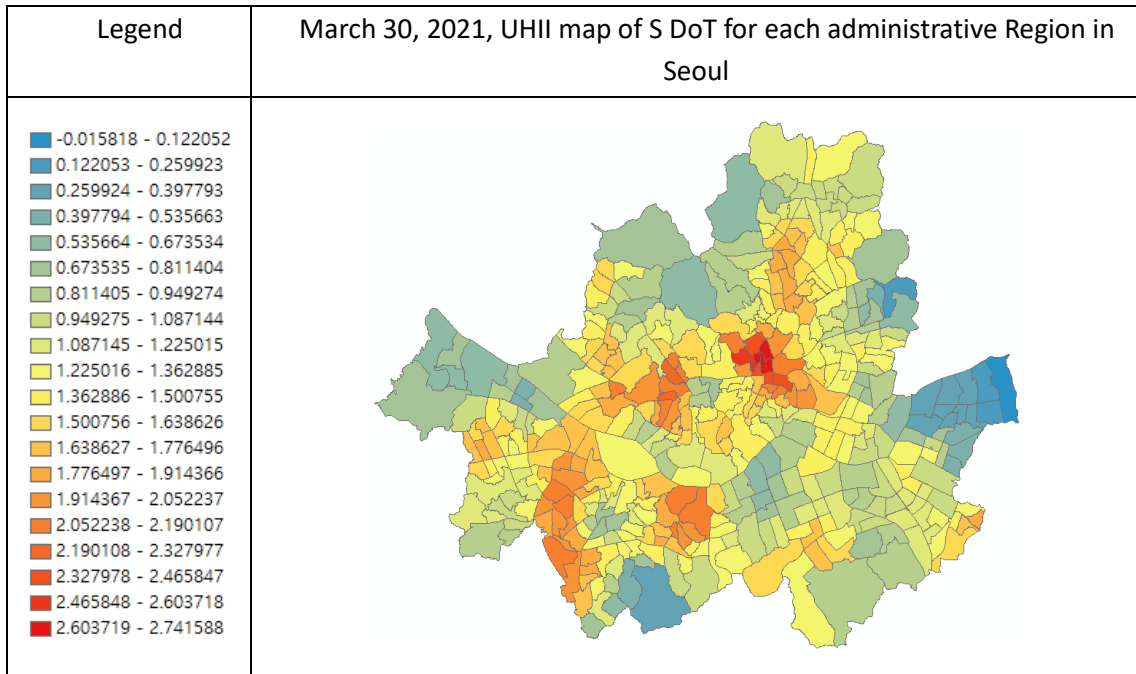 Legend
March 30, 2021, UHII map of S DoT for each administrative Region in
Seoul
-0.015818 - 0.122052
0.122053 - 0.259923
0.259924 - 0.397793
0.397794 - 0.535663
0.535664 - 0.673534
0.673535 - 0.811404
0.811405 - 0.949274
0.949275 - 1.087144
1.087145 - 1.225015
1.225016 - 1.362885
1.362886 - 1.500755
1.500756 - 1.638626
1.638627 - 1.776496
1.776497 - 1.914366
1.914367 - 2.052237
2.052238 - 2.190107
2.190108 - 2.327977
2.327978 - 2.465847
2.465848 - 2.603718
2.603719 - 2.741588